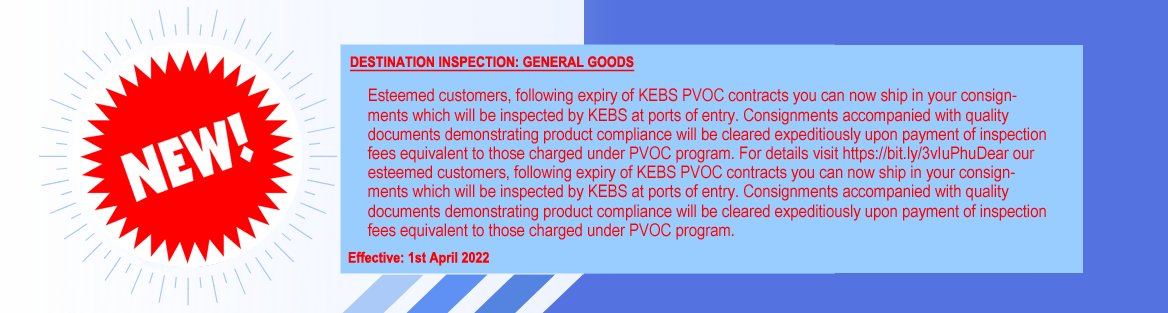 NEW!
DESTINATION INSPECTION: GENERAL GOODS
Esteemed customers, following expiry of KEBS PVOC contracts you can now ship in your consign-
ments which will be inspected by KEBS at ports of entry. Consignments accompanied with quality
documents demonstrating product compliance will be cleared expeditiously upon payment of inspection
fees equivalent to those charged under PVOC program. For details visit https://bit.ly/3vIuPhuDear our
esteemed customers, following expiry of KEBS PVOC contracts you can now ship in your consign-
ments which will be inspected by KEBS at ports of entry. Consignments accompanied with quality
documents demonstrating product compliance will be cleared expeditiously upon payment of inspection
fees equivalent to those charged under PVOC program.
Effective: 1st April 2022